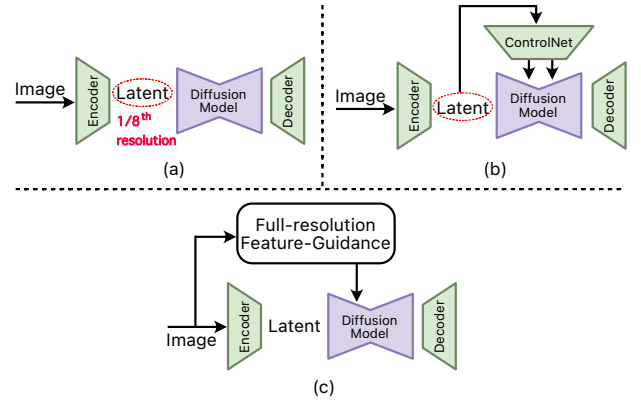 Image
Encoder
Latent
1/8th
resolution
Diffusion
Model
Decoder
(a)
ControlNet
Image
Encoder
Latent
Diffusion
Model
Decoder
(b)
Full-resolution
Feature-Guidance
Image
Encoder
Latent
Diffusion
Model
Decoder
(c)